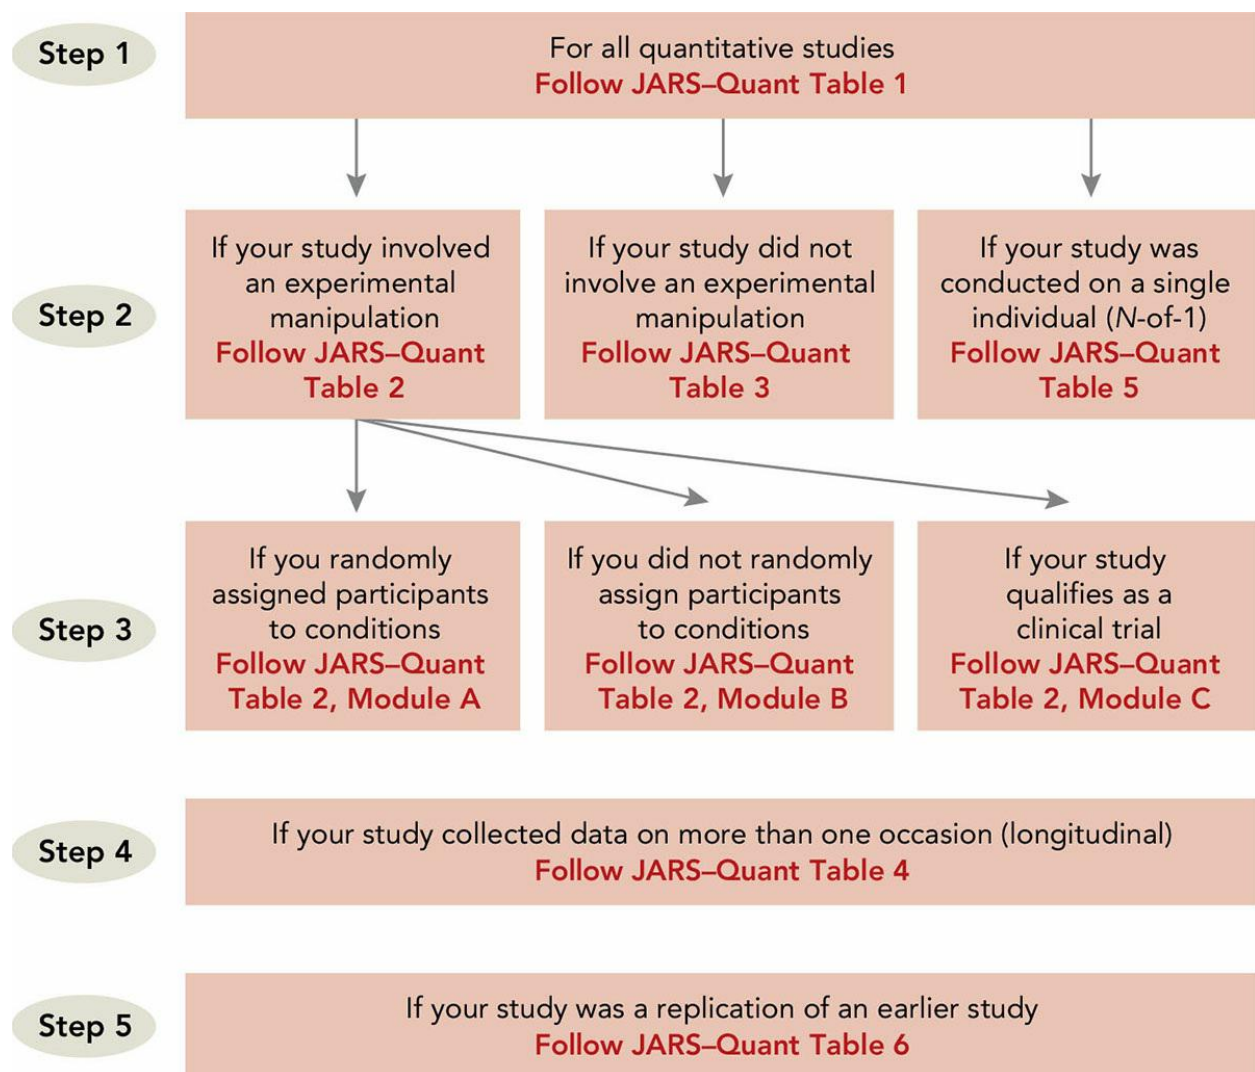 Step 1
For all quantitative studies
Follow JARS–Quant Table 1
Step 2
If your study involved
an experimental
manipulation
Follow JARS–Quant
Table 2
If your study did not
involve an experimental
manipulation
Follow JARS–Quant
Table 3
If your study was
conducted on a single
individual (N-of-1)
Follow JARS–Quant
Table 5
Step 3
If you randomly
assigned participants
to conditions
Follow JARS–Quant
Table 2, Module A
If you did not randomly
assign participants
to conditions
Follow JARS–Quant
Table 2, Module B
If your study
qualifies as a
clinical trial
Follow JARS–Quant
Table 2, Module C
Step 4
If your study collected data on more than one occasion (longitudinal)
Follow JARS–Quant Table 4
Step 5
If your study was a replication of an earlier study
Follow JARS–Quant Table 6